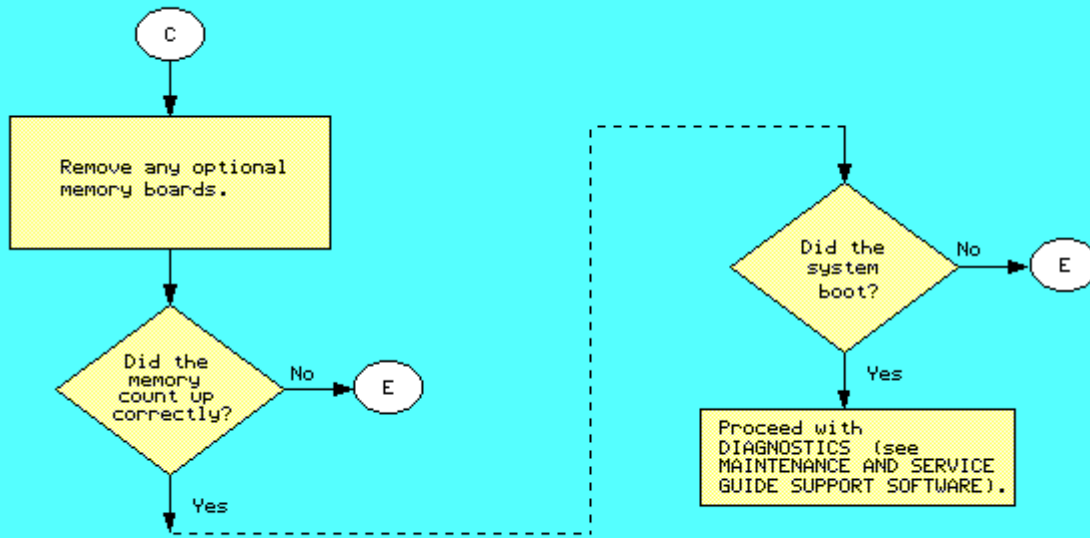 C
Remove any optional
memory boards.
Did the
memory
count up
correctly?
No
E
Yes
Did the
system
boot?
No
E
Yes
Proceed with
DIAGNOSTICS (see
MAINTENANCE AND SERVICE
GUIDE SUPPORT SOFTWARE).